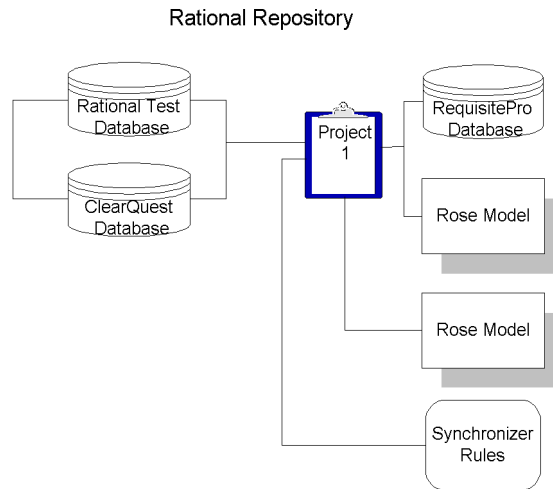 Rational Repository
Rational Test
Database
ClearQuest
Database
Project
1
RequisitePro
Database
Rose Model
Rose Model
Synchronizer
Rules